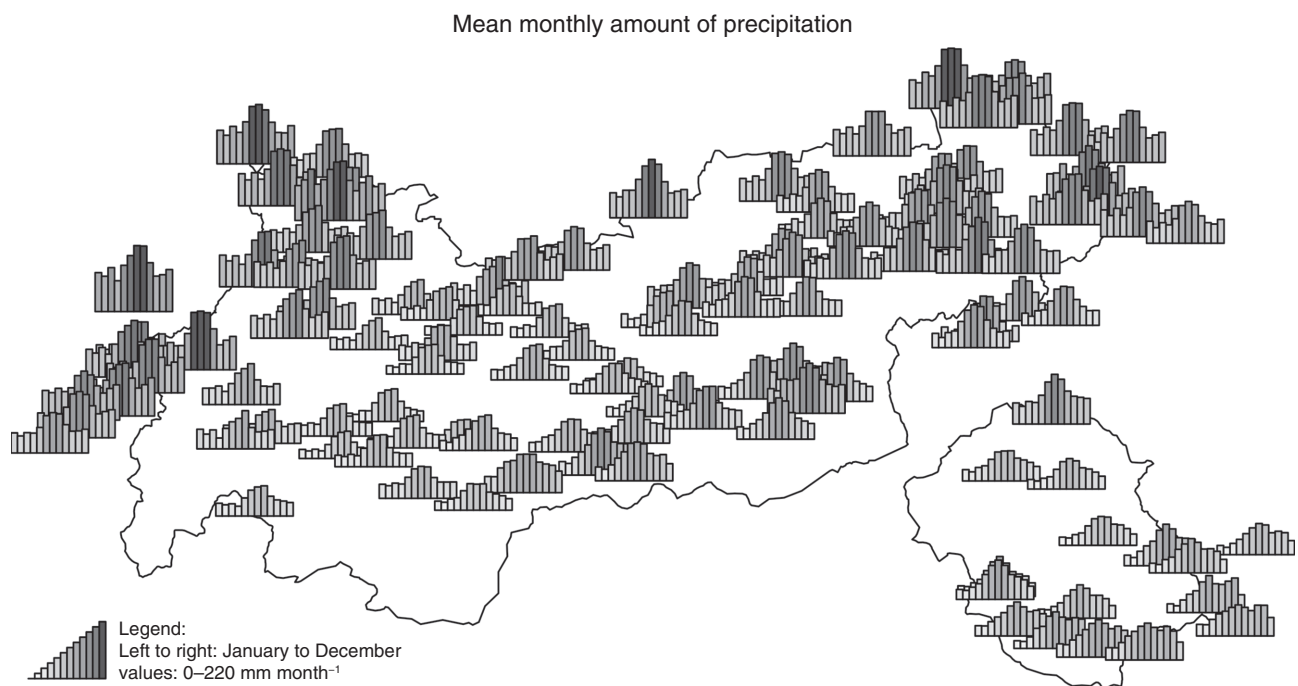 Mean monthly amount of precipitation
Legend:
Left to right: January to December
values: 0–220 mm month⁻¹